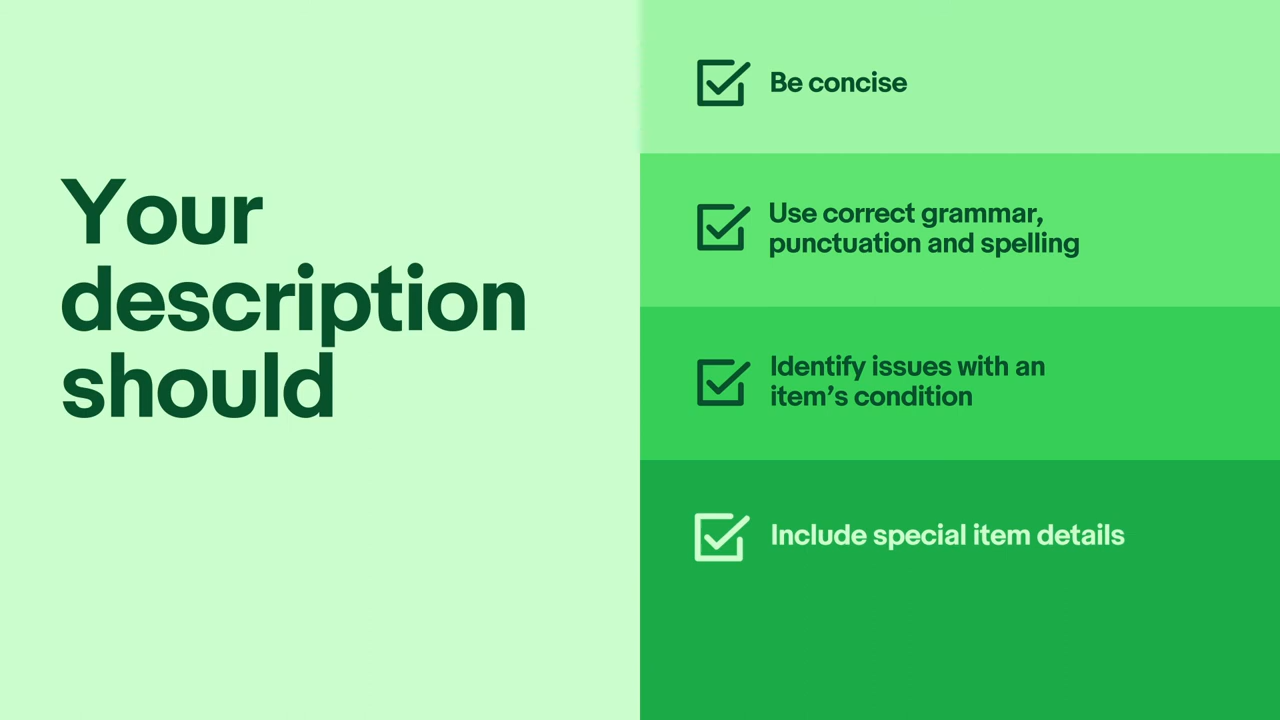 Your
description
should
Be concise
Use correct grammar,
punctuation and spelling
Identify issues with an
item’s condition
Include special item details